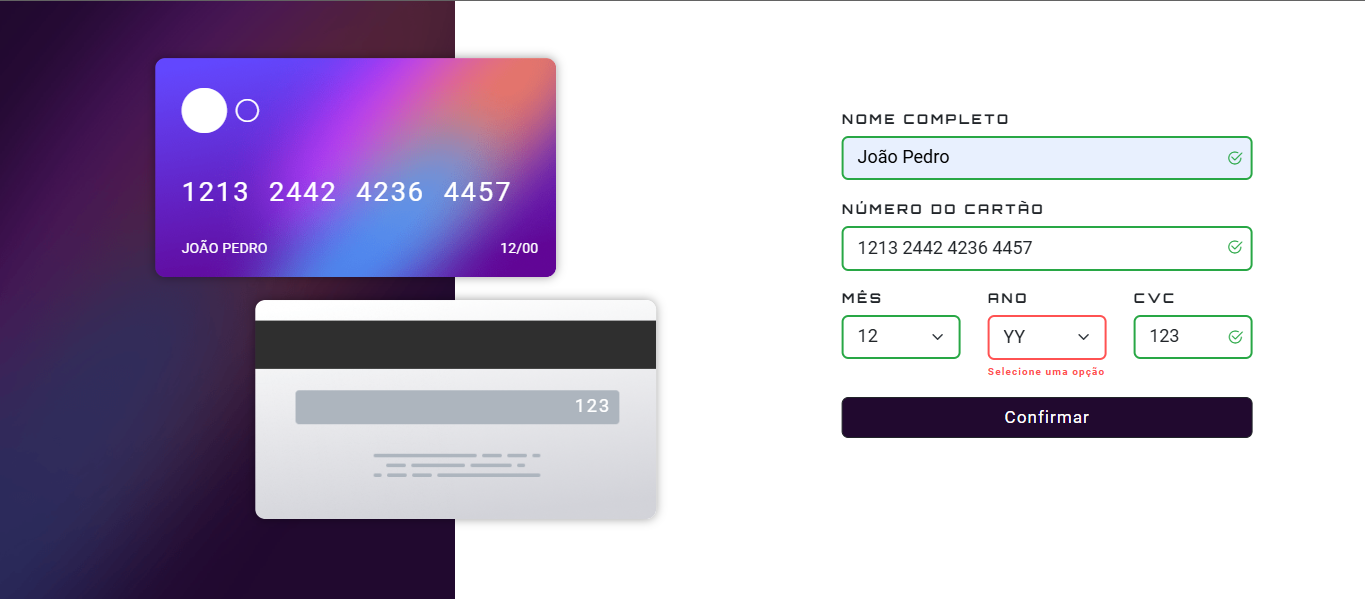 1213 2442 4236 4457
JOÃO PEDRO 12/00
123
NOME COMPLETO
João Pedro
NÚMERO DO CARTÃO
1213 2442 4236 4457
MÊS ANO CVC
12 YY 123
Selecione uma opção
Confirmar